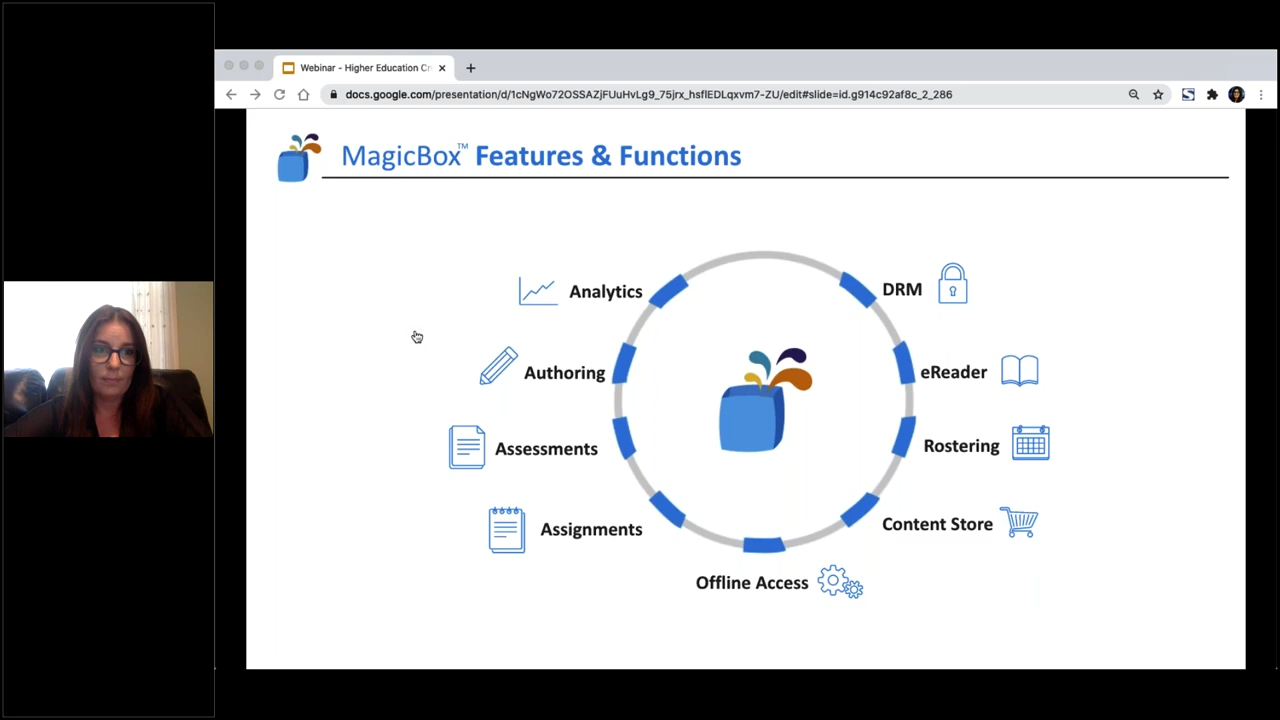 Webinar - Higher Education Cr
docs.google.com/presentation/d/1cNgWo72OSSAZjFUuHvLg9_75jrx_hsflEDLqxvm7-ZU/edit#slide=id.g914c92af8c_2_286
MagicBox™ Features & Functions
Analytics
DRM
Authoring
eReader
Assessments
Rostering
Assignments
Content Store
Offline Access